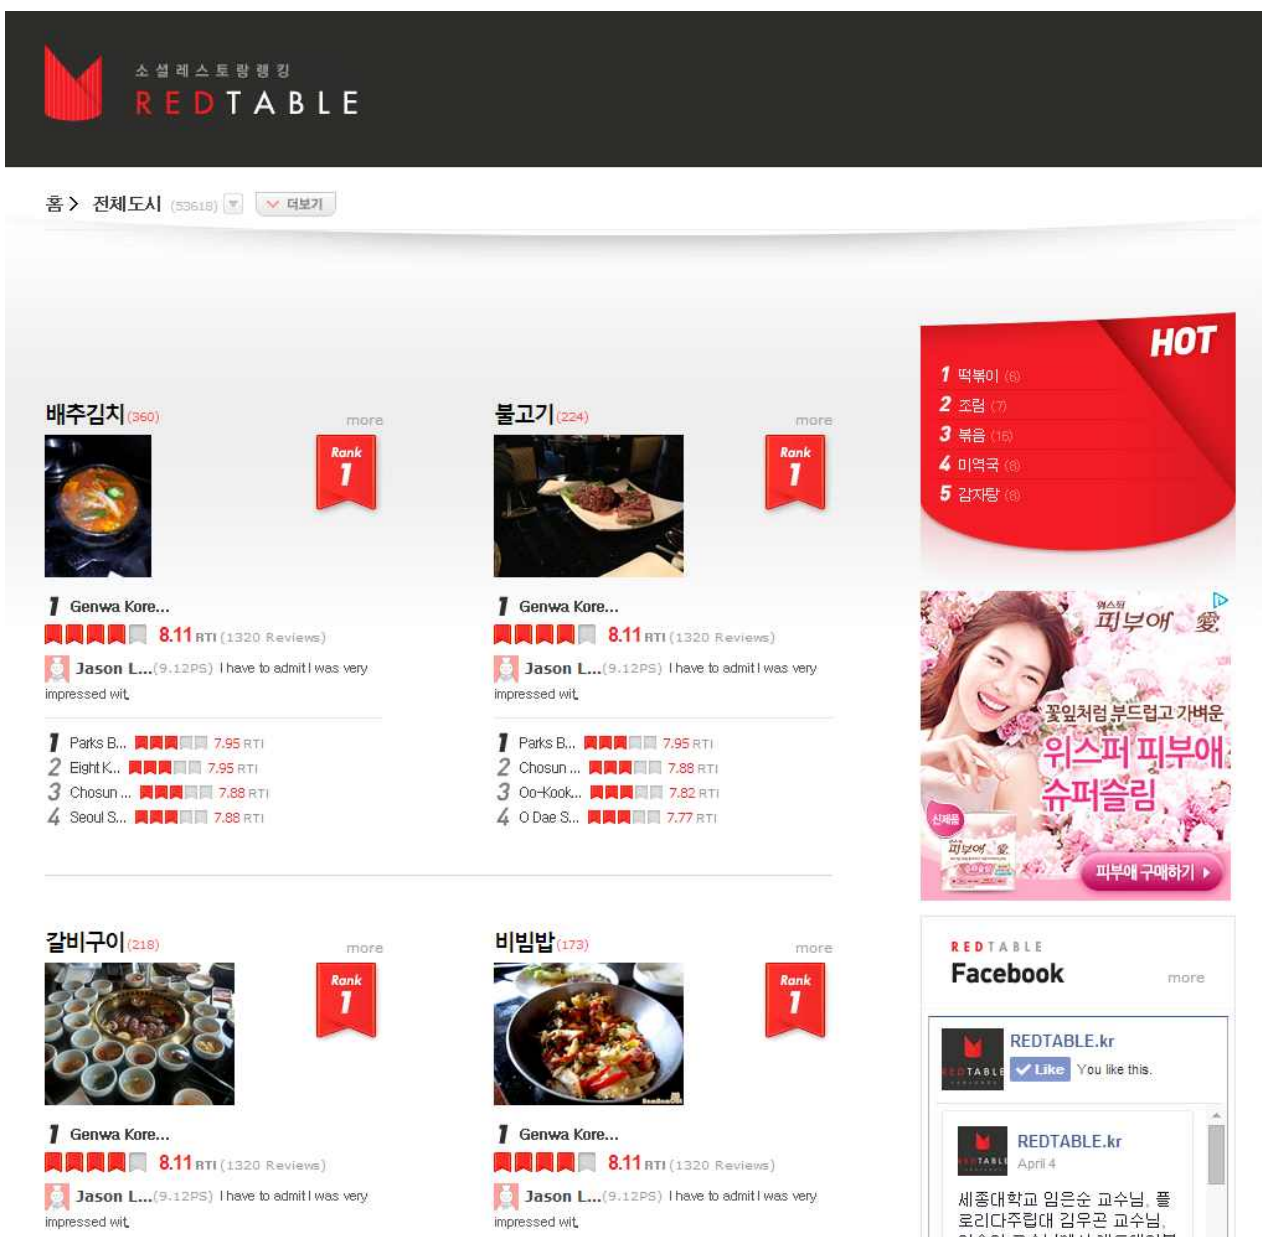 소셜레스토랑랭킹
REDTABLE
홈 > 전체도시 (53618) 더보기
배추김치(360) more
Rank
1
1 Genwa Kore...
8.11 RTI (1320 Reviews)
Jason L...(9.12PS) I have to admit I was very
impressed wit,
1 Parks B... 7.95 RTI
2 Eight K... 7.95 RTI
3 Chosun ... 7.88 RTI
4 Seoul S... 7.88 RTI
불고기(224) more
Rank
1
1 Genwa Kore...
8.11 RTI (1320 Reviews)
Jason L...(9.12PS) I have to admit I was very
impressed wit,
1 Parks B... 7.95 RTI
2 Chosun ... 7.88 RTI
3 Oo-Kook... 7.82 RTI
4 O Dae S... 7.77 RTI
갈비구이(218) more
Rank
1
1 Genwa Kore...
8.11 RTI (1320 Reviews)
Jason L...(9.12PS) I have to admit I was very
impressed wit,
비빔밥(173) more
Rank
1
1 Genwa Kore...
8.11 RTI (1320 Reviews)
Jason L...(9.12PS) I have to admit I was very
impressed wit,
HOT
1 떡볶이 (6)
2 조림 (7)
3 볶음 (16)
4 미역국 (8)
5 감자탕 (8)
위스퍼
피부애 愛
꽃잎처럼 부드럽고 가벼운
위스퍼 피부애
슈퍼슬림
신제품
피부애 愛
피부애 구매하기
REDTABLE
Facebook more
REDTABLE.kr
Like You like this.
REDTABLE.kr
April 4
세종대학교 임은순 교수님, 플
로리다주립대 김우곤 교수님,